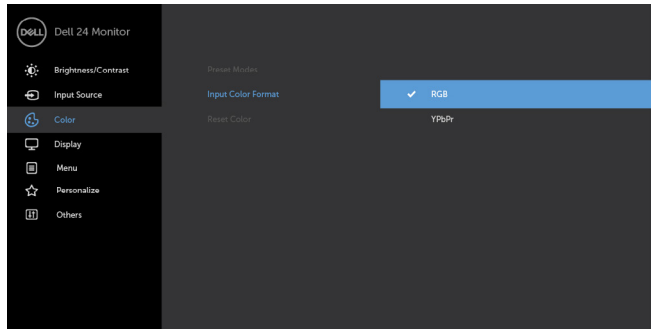 DELL Dell 24 Monitor
Brightness/Contrast Preset Modes
Input Source Input Color Format RGB
Color Reset Color YPbPr
Display
Menu
Personalize
Others